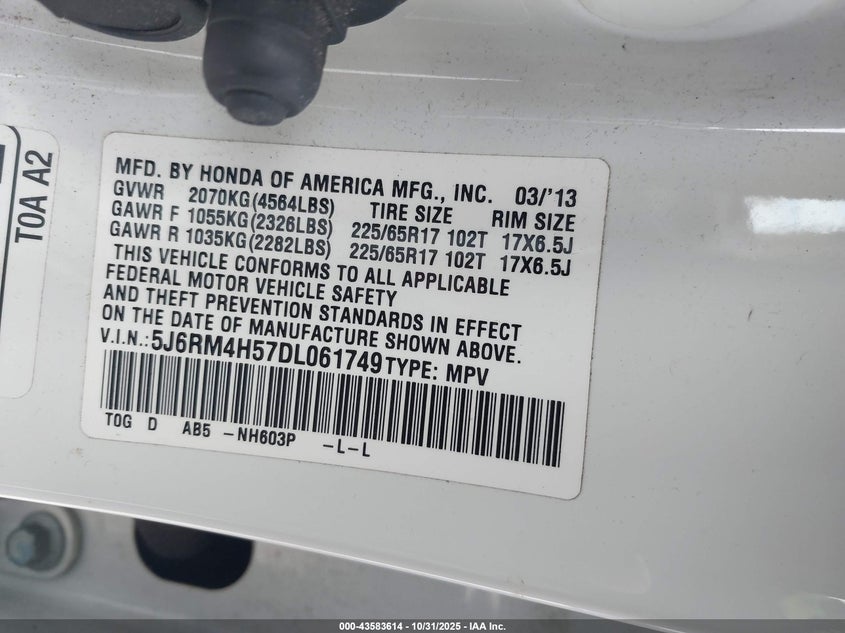 T0A A2
MFD. BY HONDA OF AMERICA MFG., INC. 03/'13
GVWR 2070KG(4564LBS) TIRE SIZE RIM SIZE
GAWR F 1055KG(2326LBS) 225/65R17 102T 17X6.5J
GAWR R 1035KG(2282LBS) 225/65R17 102T 17X6.5J
THIS VEHICLE CONFORMS TO ALL APPLICABLE
FEDERAL MOTOR VEHICLE SAFETY
AND THEFT PREVENTION STANDARDS IN EFFECT
ON THE DATE OF MANUFACTURE SHOWN ABOVE.
V.I.N.:5J6RM4H57DL061749 TYPE: MPV
T0G D AB5 -NH603P -L-L
000-43583614 - 10/31/2025 - IAA Inc.